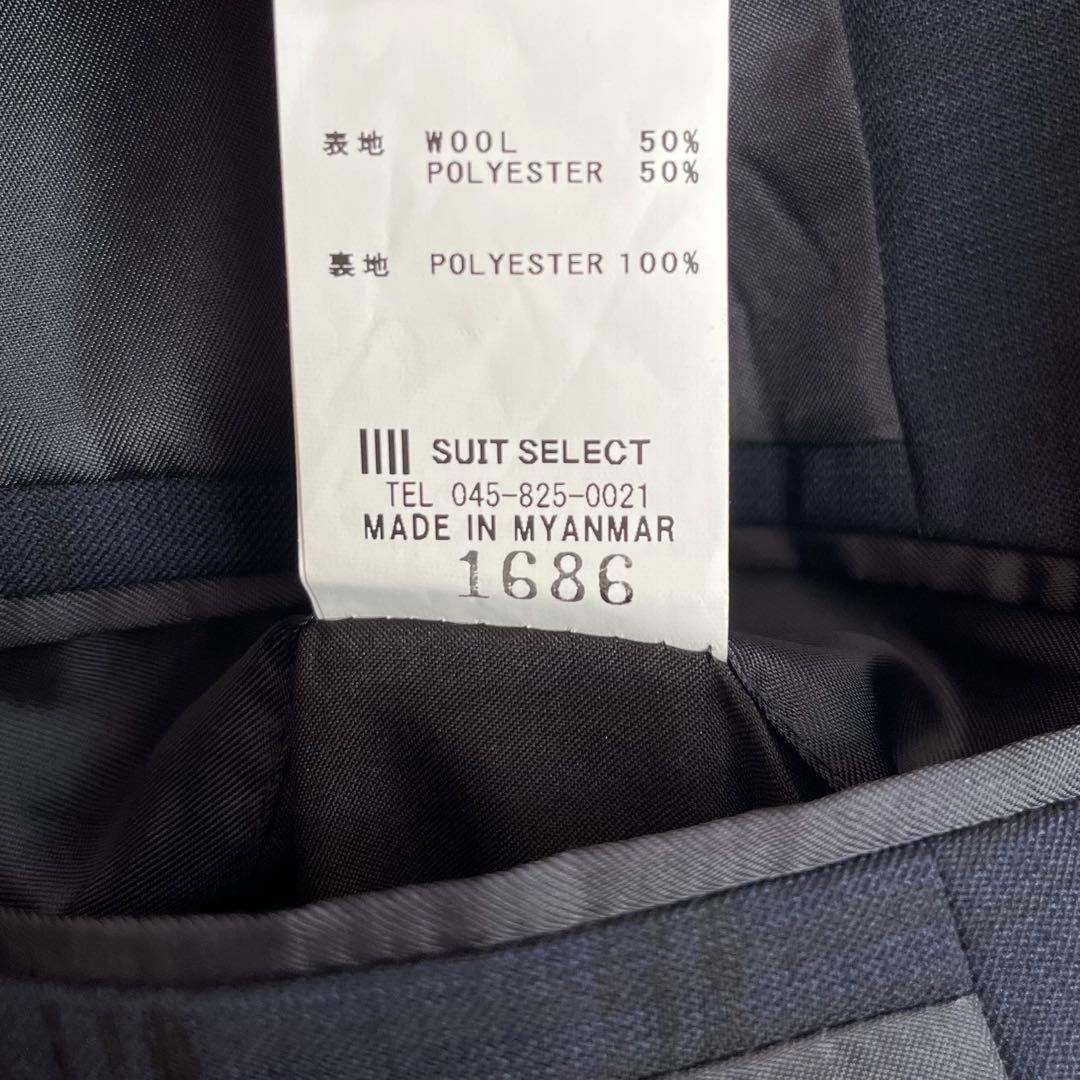 表地 WOOL 50%
POLYESTER 50%
裏地 POLYESTER 100%
SUIT SELECT
TEL 045-825-0021
MADE IN MYANMAR
1686